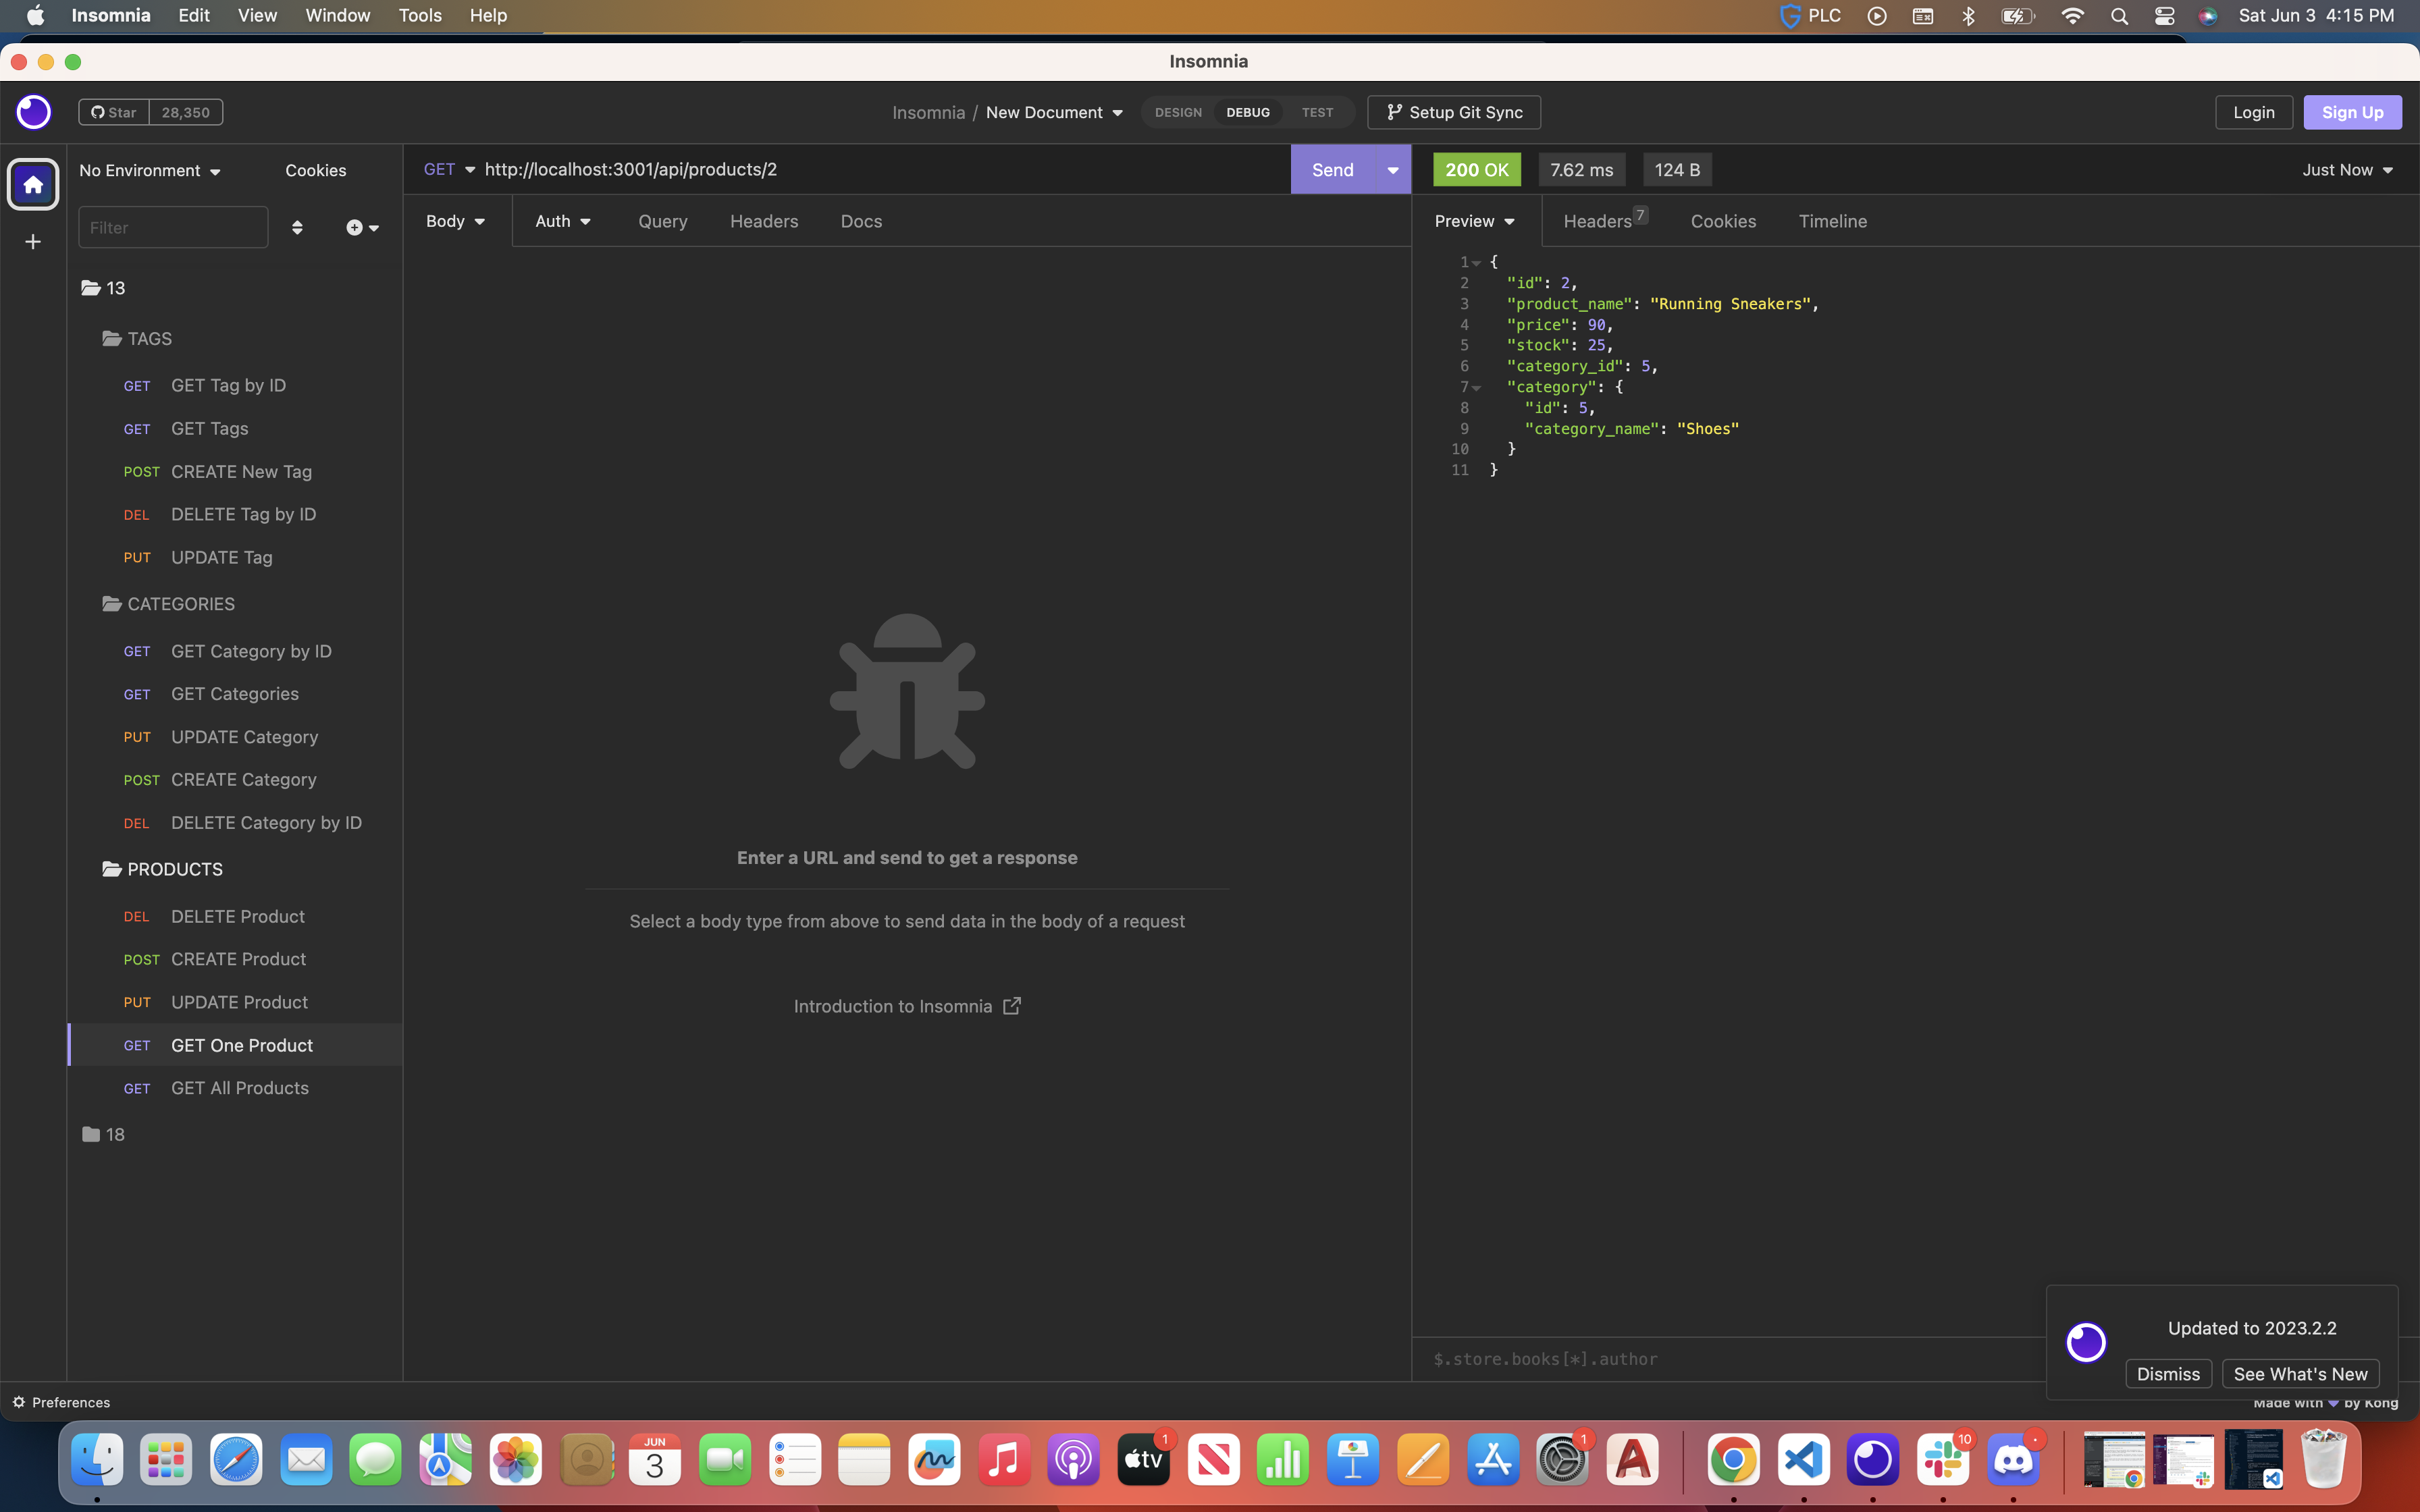 Insomnia Edit View Window Tools Help PLC Sat Jun 3 4:15 PM
Insomnia
Star 28,350 Insomnia / New Document DESIGN DEBUG TEST Setup Git Sync Login Sign Up
No Environment Cookies
GET http://localhost:3001/api/products/2 Send
200 OK 7.62 ms 124 B Just Now
Filter
Body Auth Query Headers Docs
Preview Headers 7 Cookies Timeline
13
TAGS
GET GET Tag by ID
GET GET Tags
POST CREATE New Tag
DEL DELETE Tag by ID
PUT UPDATE Tag
CATEGORIES
GET GET Category by ID
GET GET Categories
PUT UPDATE Category
POST CREATE Category
DEL DELETE Category by ID
PRODUCTS
DEL DELETE Product
POST CREATE Product
PUT UPDATE Product
GET GET One Product
GET GET All Products
18
Enter a URL and send to get a response
Select a body type from above to send data in the body of a request
Introduction to Insomnia
1 {
2 "id": 2,
3 "product_name": "Running Sneakers",
4 "price": 90,
5 "stock": 25,
6 "category_id": 5,
7 "category": {
8 "id": 5,
9 "category_name": "Shoes"
10 }
11 }
$.store.books[*].author
Updated to 2023.2.2
Dismiss See What's New
Preferences
Made with by Kong
JUN
3
tv
1
1
10